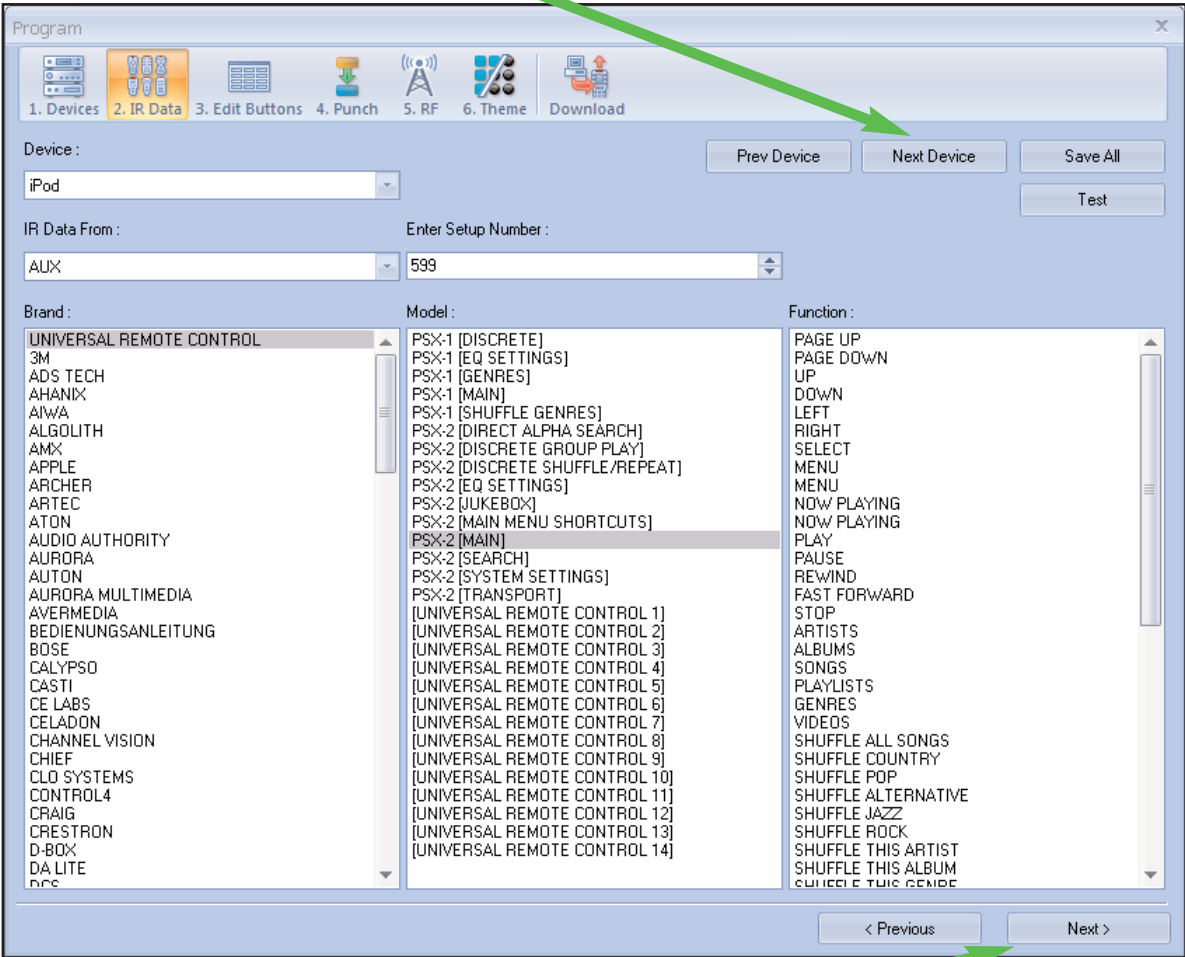 Program
1. Devices
2. IR Data
3. Edit Buttons
4. Punch
5. RF
6. Theme
Download
Device :
Prev Device
Next Device
Save All
iPod
Test
IR Data From :
Enter Setup Number :
AUX
599
Brand :
UNIVERSAL REMOTE CONTROL
3M
ADS TECH
AHANIX
AIWA
ALGOLITH
AMX
APPLE
ARCHER
ARTEC
ATON
AUDIO AUTHORITY
AURORA
AUTON
AURORA MULTIMEDIA
AVERMEDIA
BEDIENUNGSANLEITUNG
BOSE
CALYPSO
CASTI
CE LABS
CELADON
CHANNEL VISION
CHIEF
CLO SYSTEMS
CONTROL4
CRAIG
CRESTRON
D-BOX
DA LITE
DCS
Model :
PSX-1 [DISCRETE]
PSX-1 [EQ SETTINGS]
PSX-1 [GENRES]
PSX-1 [MAIN]
PSX-1 [SHUFFLE GENRES]
PSX-2 [DIRECT ALPHA SEARCH]
PSX-2 [DISCRETE GROUP PLAY]
PSX-2 [DISCRETE SHUFFLE/REPEAT]
PSX-2 [EQ SETTINGS]
PSX-2 [JUKEBOX]
PSX-2 [MAIN MENU SHORTCUTS]
PSX-2 [MAIN]
PSX-2 [SEARCH]
PSX-2 [SYSTEM SETTINGS]
PSX-2 [TRANSPORT]
[UNIVERSAL REMOTE CONTROL 1]
[UNIVERSAL REMOTE CONTROL 2]
[UNIVERSAL REMOTE CONTROL 3]
[UNIVERSAL REMOTE CONTROL 4]
[UNIVERSAL REMOTE CONTROL 5]
[UNIVERSAL REMOTE CONTROL 6]
[UNIVERSAL REMOTE CONTROL 7]
[UNIVERSAL REMOTE CONTROL 8]
[UNIVERSAL REMOTE CONTROL 9]
[UNIVERSAL REMOTE CONTROL 10]
[UNIVERSAL REMOTE CONTROL 11]
[UNIVERSAL REMOTE CONTROL 12]
[UNIVERSAL REMOTE CONTROL 13]
[UNIVERSAL REMOTE CONTROL 14]
Function :
PAGE UP
PAGE DOWN
UP
DOWN
LEFT
RIGHT
SELECT
MENU
MENU
NOW PLAYING
NOW PLAYING
PLAY
PAUSE
REWIND
FAST FORWARD
STOP
ARTISTS
ALBUMS
SONGS
PLAYLISTS
GENRES
VIDEOS
SHUFFLE ALL SONGS
SHUFFLE COUNTRY
SHUFFLE POP
SHUFFLE ALTERNATIVE
SHUFFLE JAZZ
SHUFFLE ROCK
SHUFFLE THIS ARTIST
SHUFFLE THIS ALBUM
SHUFFLE THIS GENRE
< Previous
Next >